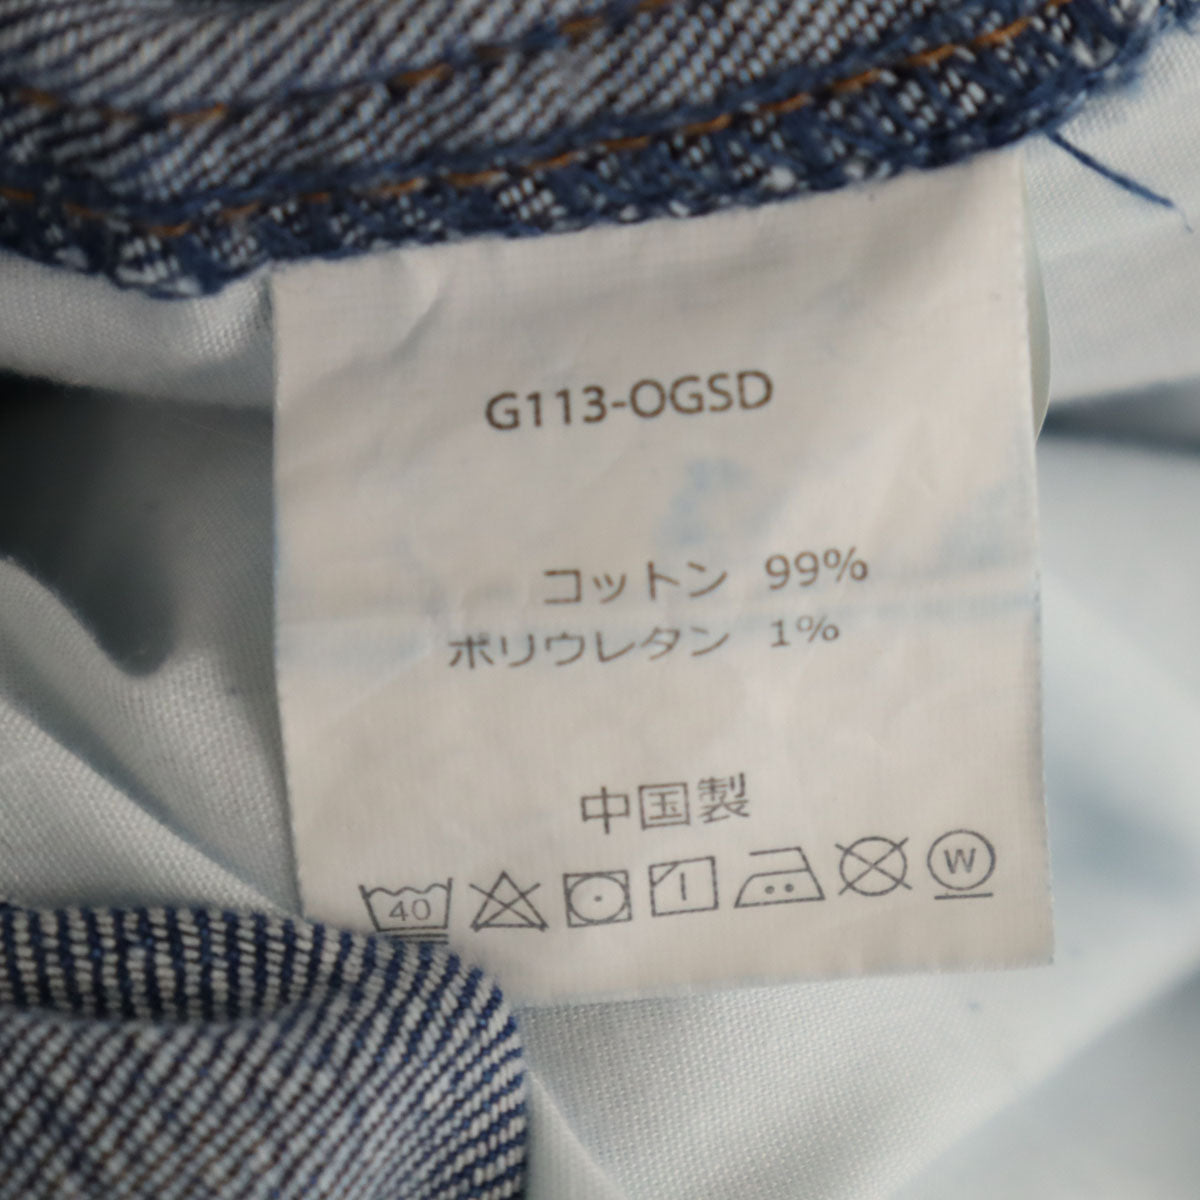 G113-OGSD
コットン 99%
ポリウレタン 1%
中国製
40 W